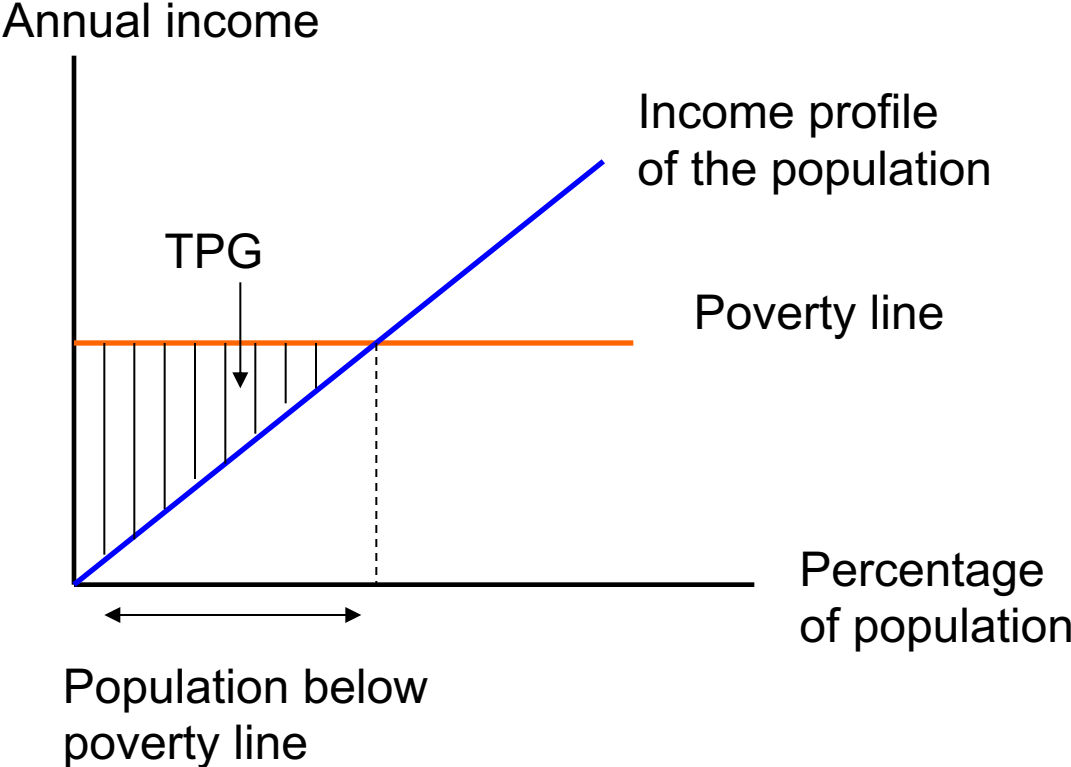 Annual income
Income profile
of the population
TPG
Poverty line
Percentage
of population
Population below
poverty line